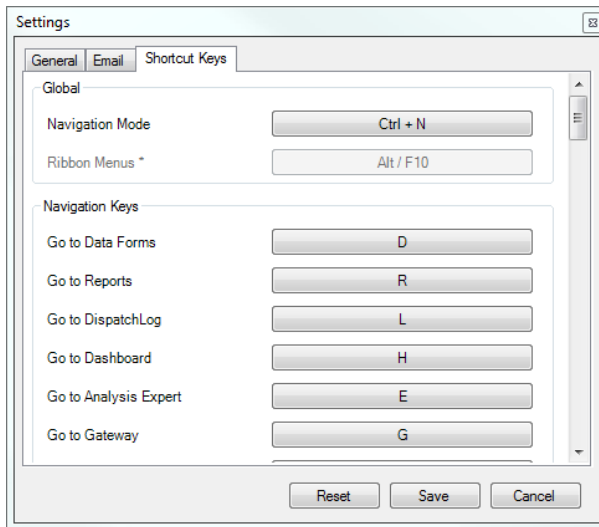 Settings
General Email Shortcut Keys
Global
Navigation Mode Ctrl + N
Ribbon Menus * Alt / F10
Navigation Keys
Go to Data Forms D
Go to Reports R
Go to DispatchLog L
Go to Dashboard H
Go to Analysis Expert E
Go to Gateway G
Reset Save Cancel